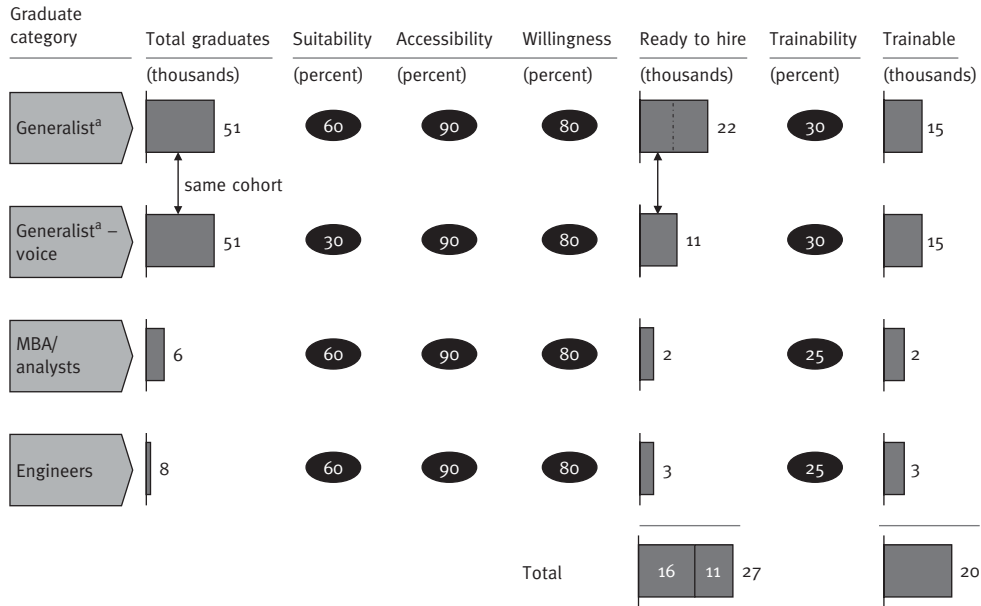 Graduate
category
Total graduates
Suitability
Accessibility
Willingness
Ready to hire
Trainability
Trainable
(thousands)
(percent)
(percent)
(percent)
(thousands)
(percent)
(thousands)
Generalistᵃ
51
60
90
80
22
30
15
same cohort
Generalistᵃ –
voice
51
30
90
80
11
30
15
MBA/
analysts
6
60
90
80
2
25
2
Engineers
8
60
90
80
3
25
3
Total
16
11
27
20